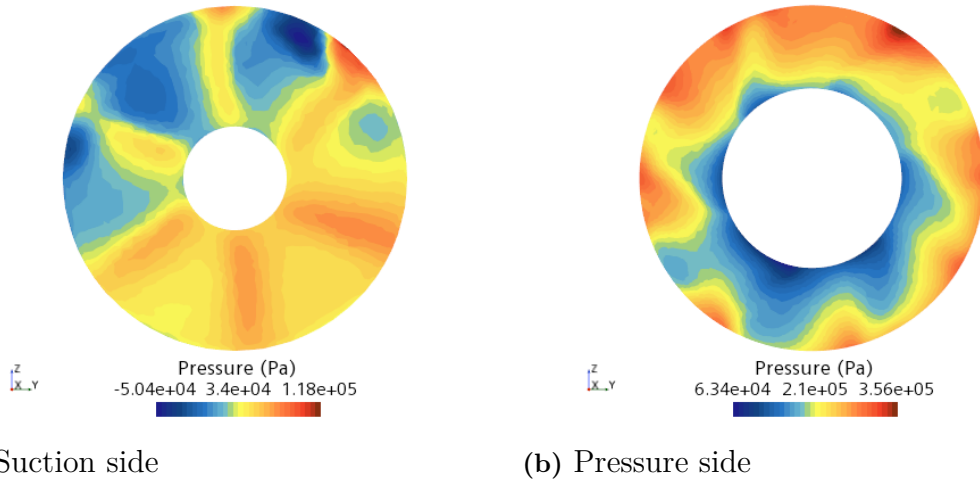 Pressure (Pa)
-5.04e+04 3.4e+04 1.18e+05
Z
X Y
Pressure (Pa)
6.34e+04 2.1e+05 3.56e+05
Z
X Y
Suction side
(b) Pressure side